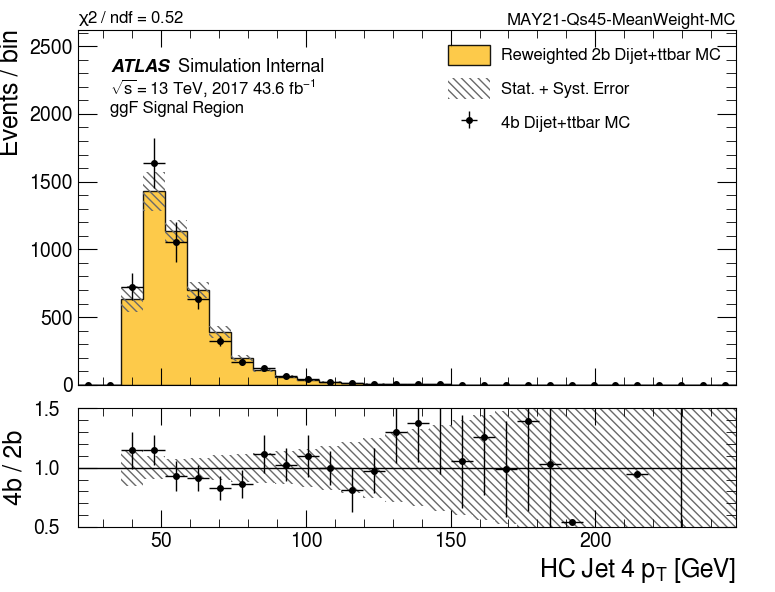 χ2 / ndf = 0.52
MAY21-Qs45-MeanWeight-MC
Events / bin
2500
2000
1500
1000
500
0
ATLAS Simulation Internal
√s = 13 TeV, 2017 43.6 fb⁻¹
ggF Signal Region
Reweighted 2b Dijet+ttbar MC
Stat. + Syst. Error
4b Dijet+ttbar MC
4b / 2b
1.5
1.0
0.5
50 100 150 200
HC Jet 4 pT [GeV]